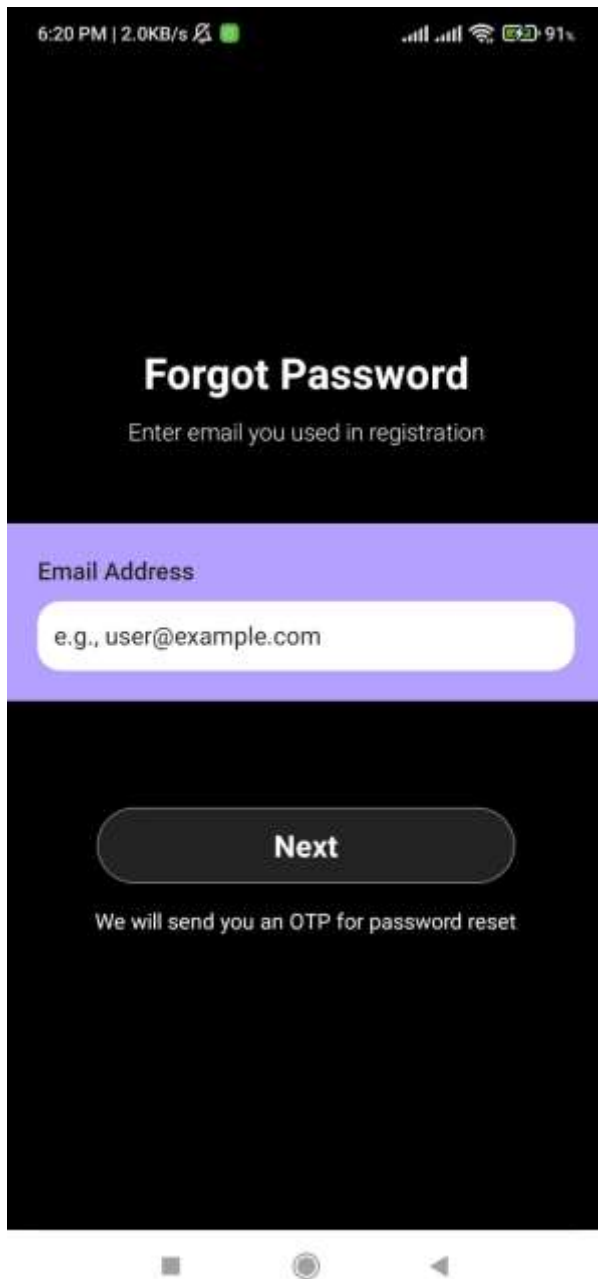 6:20 PM | 2.0KB/s 91%
Forgot Password
Enter email you used in registration
Email Address
e.g., user@example.com
Next
We will send you an OTP for password reset